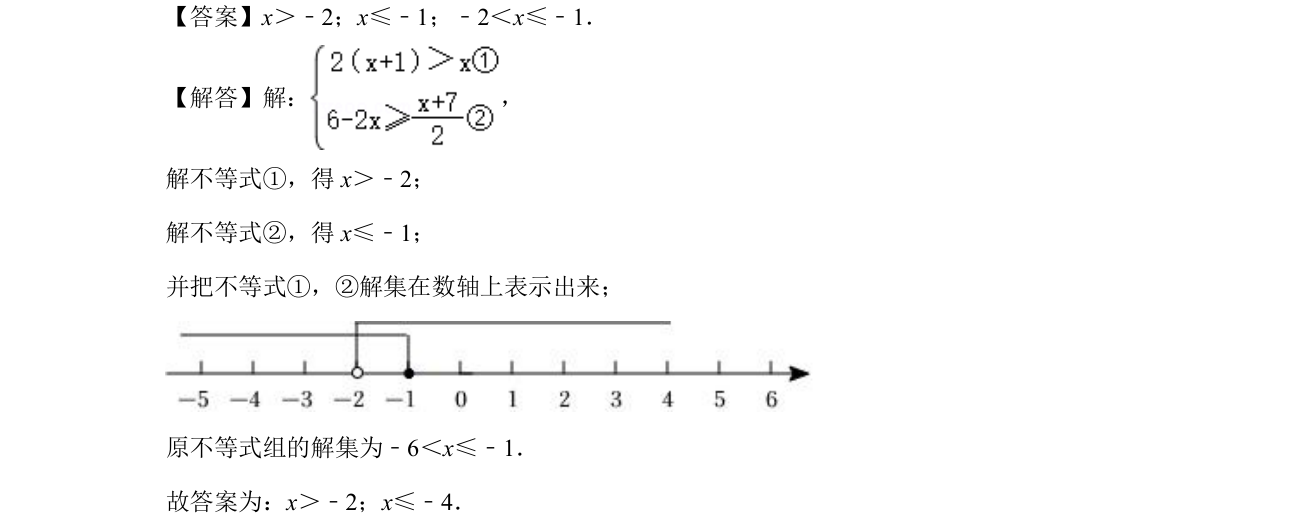 【答案】x＞﹣2；x≤﹣1；﹣2＜x≤﹣1．
【解答】解：{2(x+1)＞x① 6-2x≥(x+7)/2②，
解不等式①，得 x＞﹣2；
解不等式②，得 x≤﹣1；
并把不等式①，②解集在数轴上表示出来；
-5 -4 -3 -2 -1 0 1 2 3 4 5 6
原不等式组的解集为﹣6＜x≤﹣1．
故答案为：x＞﹣2；x≤﹣4．